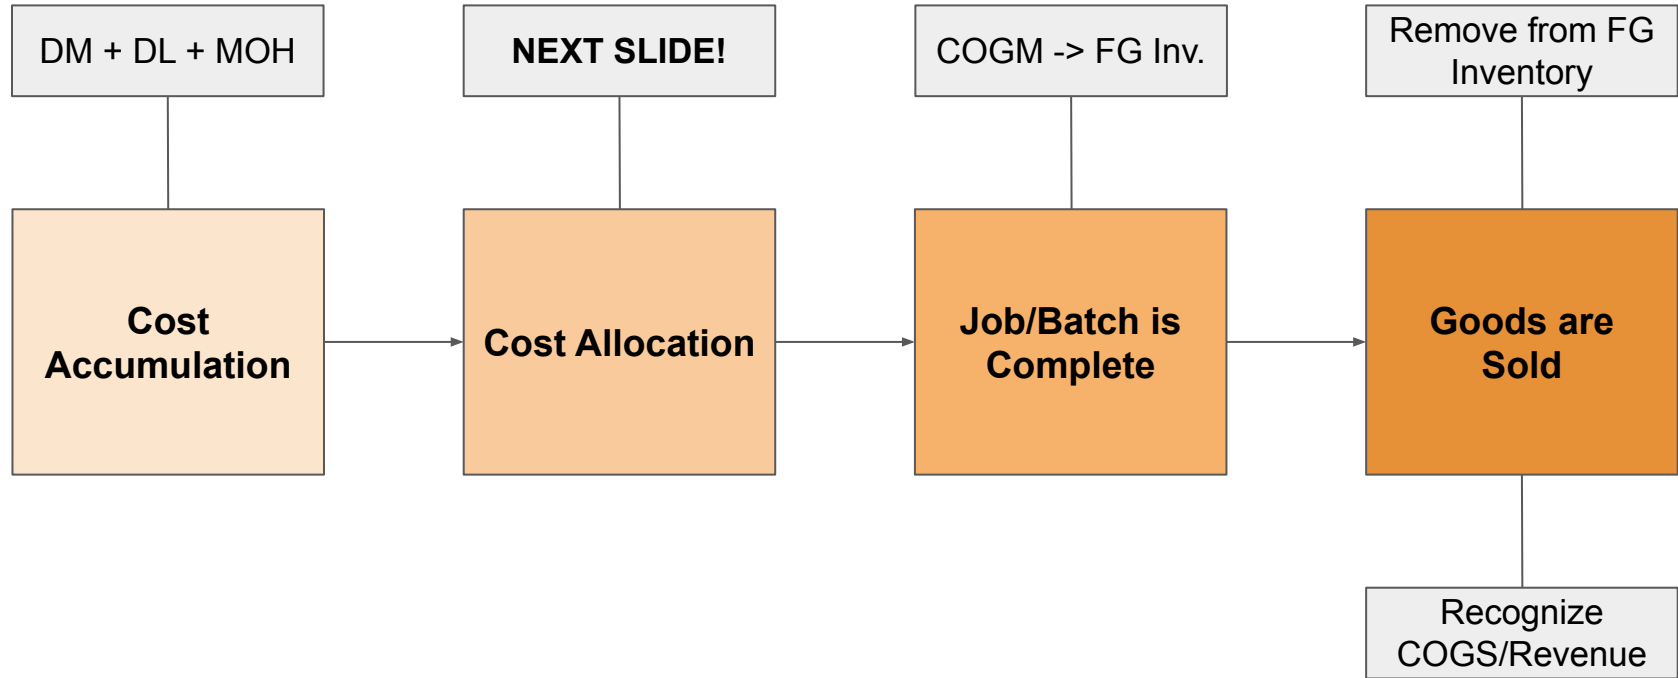 DM + DL + MOH
NEXT SLIDE!
COGM -> FG Inv.
Remove from FG
Inventory
Cost
Accumulation
Cost Allocation
Job/Batch is
Complete
Goods are
Sold
Recognize
COGS/Revenue